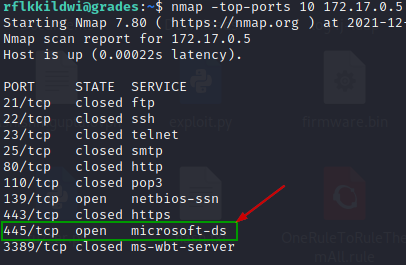 rflkkildwi@grades:~$ nmap -top-ports 10 172.17.0.5
Starting Nmap 7.80 ( https://nmap.org ) at 2021-12-
Nmap scan report for 172.17.0.5
Host is up (0.00022s latency).
PORT STATE SERVICE
21/tcp closed ftp
22/tcp closed ssh
23/tcp closed telnet
25/tcp closed smtp
80/tcp closed http
110/tcp closed pop3
139/tcp open netbios-ssn
443/tcp closed https
445/tcp open microsoft-ds
3389/tcp closed ms-wbt-server
exploit.py
firmware.bin
OneRuleToRuleThe
mAll.rule